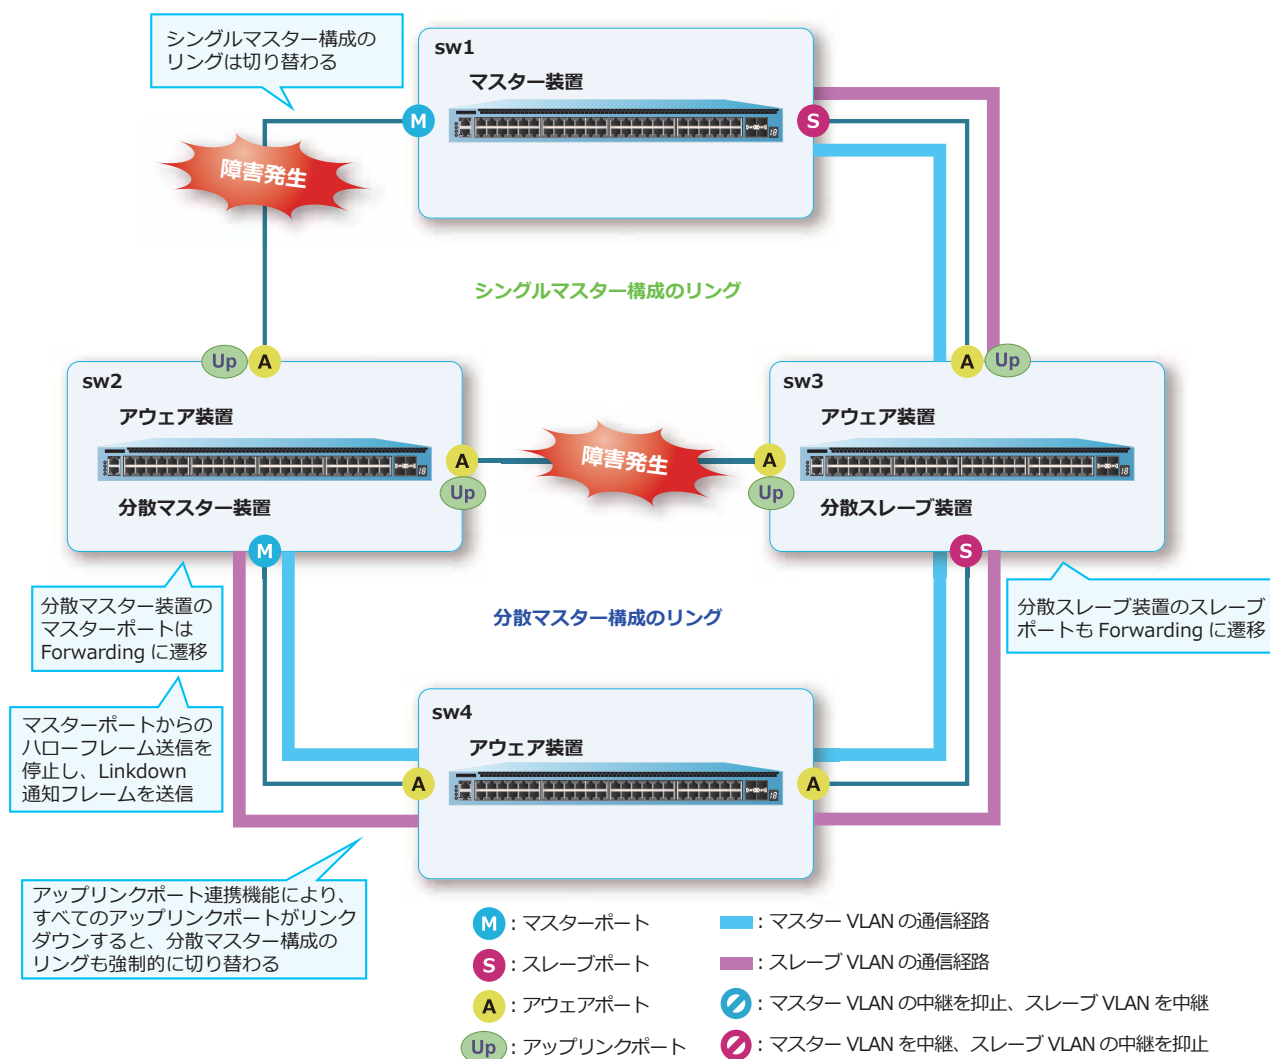 シングルマスター構成の
リングは切り替わる
sw1
マスター装置
M
S
障害発生
シングルマスター構成のリング
Up
A
A
Up
sw2
アウェア装置
分散マスター装置
A
Up
M
障害発生
sw3
アウェア装置
分散スレーブ装置
A
Up
S
分散マスター装置の
マスターポートは
Forwarding に遷移
分散マスター構成のリング
分散スレーブ装置のスレーブ
ポートも Forwarding に遷移
マスターポートからの
ハローフレーム送信を
停止し、Linkdown
通知フレームを送信
sw4
アウェア装置
A
A
アップリンクポート連携機能により、
すべてのアップリンクポートがリンク
ダウンすると、分散マスター構成の
リングも強制的に切り替わる
M : マスターポート
S : スレーブポート
A : アウェアポート
Up : アップリンクポート
: マスター VLAN の通信経路
: スレーブ VLAN の通信経路
: マスター VLAN の中継を抑止、スレーブ VLAN を中継
: マスター VLAN を中継、スレーブ VLAN の中継を抑止